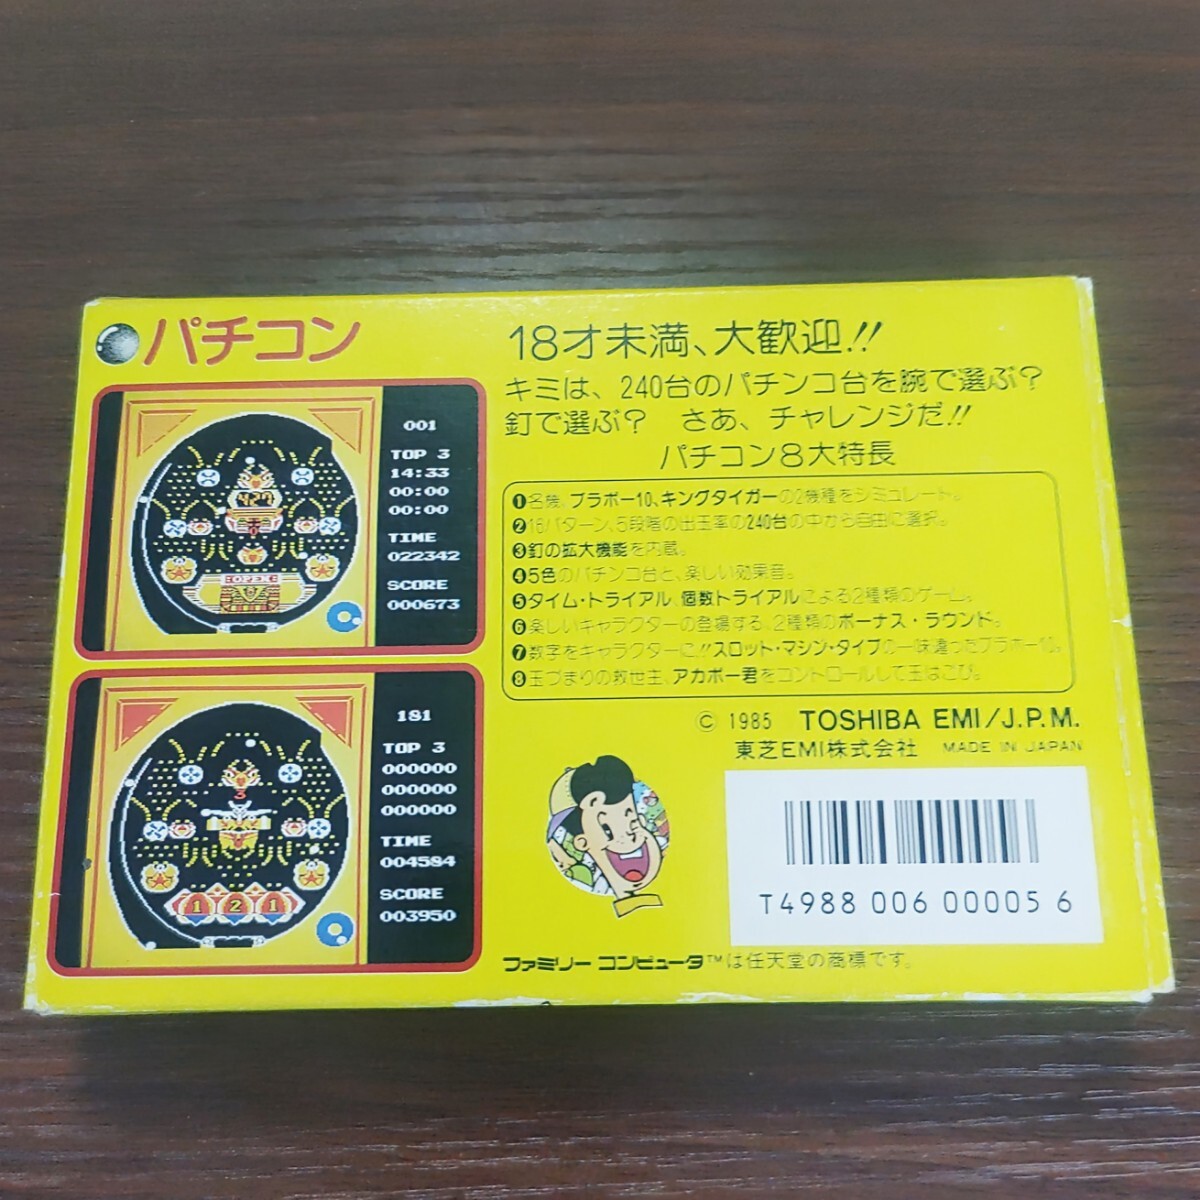 パチコン
001
TOP 3
14:33
00:00
00:00
TIME
022342
SCORE
000673
4.27
OPEN
181
TOP 3
000000
000000
000000
TIME
004584
SCORE
003950
3
1 2 1
18才未満、大歓迎!!
キミは、240台のパチンコ台を腕で選ぶ?
釘で選ぶ? さあ、チャレンジだ!!
パチコン8大特長
❶名機、ブラボー10、キングタイガーの2機種をシミュレート。
❷16パターン、5段階の出玉率の240台の中から自由に選択。
❸釘の拡大機能を内蔵。
❹5色のパチンコ台と、楽しい効果音。
❺タイム・トライアル、個数トライアルによる2種類のゲーム。
❻楽しいキャラクターの登場する、2種類のボーナス・ラウンド。
❼数字をキャラクターに!!スロット・マシン・タイプの一味違ったブラボー10。
❽玉づまりの救世主、アカボー君をコントロールして玉はこび。
© 1985 TOSHIBA EMI/J.P.M.
東芝EMI株式会社 MADE IN JAPAN
T4988 006 00005 6
ファミリーコンピュータ™は任天堂の商標です。